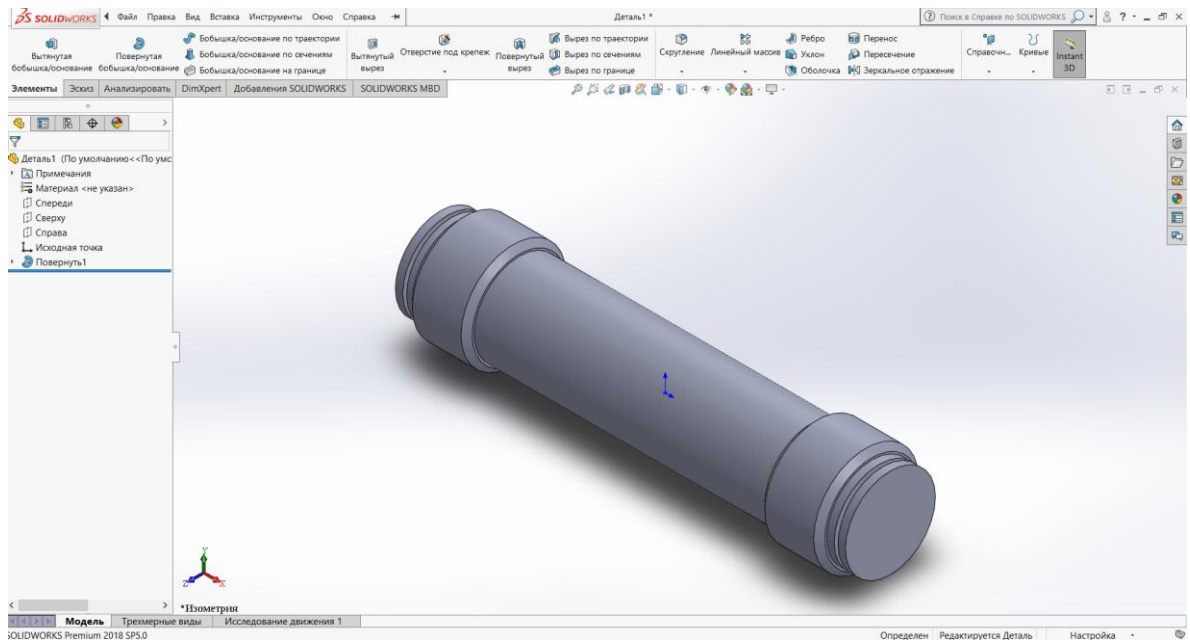 SOLIDWORKS Файл Правка Вид Вставка Инструменты Окно Справка Деталь1 * Поиск в Справке по SOLIDWORKS
Вытянутая бобышка/основание
Повернутая бобышка/основание
Бобышка/основание по траектории
Бобышка/основание по сечениям
Бобышка/основание на границе
Вытянутый вырез
Отверстие под крепеж
Повернутый вырез
Вырез по траектории
Вырез по сечениям
Вырез по границе
Скругление
Линейный массив
Ребро
Уклон
Оболочка
Перенос
Пересечение
Зеркальное отражение
Справочн...
Кривые
Instant 3D
Элементы Эскиз Анализировать DimXpert Добавления SOLIDWORKS SOLIDWORKS MBD
Деталь1 (По умолчанию<<По умс
Примечания
Материал <не указан>
Спереди
Сверху
Справа
Исходная точка
Повернуть1
Y
Z
X
*Изометрия
Модель Трехмерные виды Исследование движения 1
SOLIDWORKS Premium 2018 SP5.0 Определен Редактируется Деталь Настройка